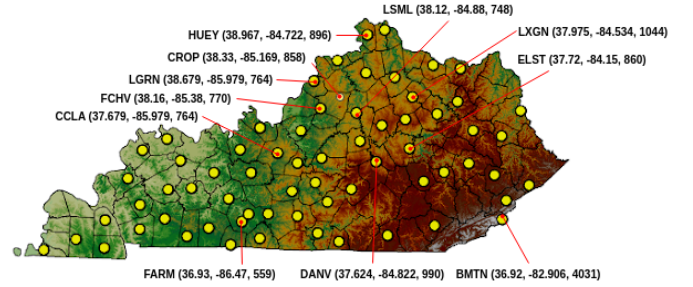 LSML (38.12, -84.88, 748)
HUEY (38.967, -84.722, 896)
LXGN (37.975, -84.534, 1044)
CROP (38.33, -85.169, 858)
ELST (37.72, -84.15, 860)
LGRN (38.679, -85.979, 764)
FCHV (38.16, -85.38, 770)
CCLA (37.679, -85.979, 764)
FARM (36.93, -86.47, 559)
DANV (37.624, -84.822, 990)
BMTN (36.92, -82.906, 4031)